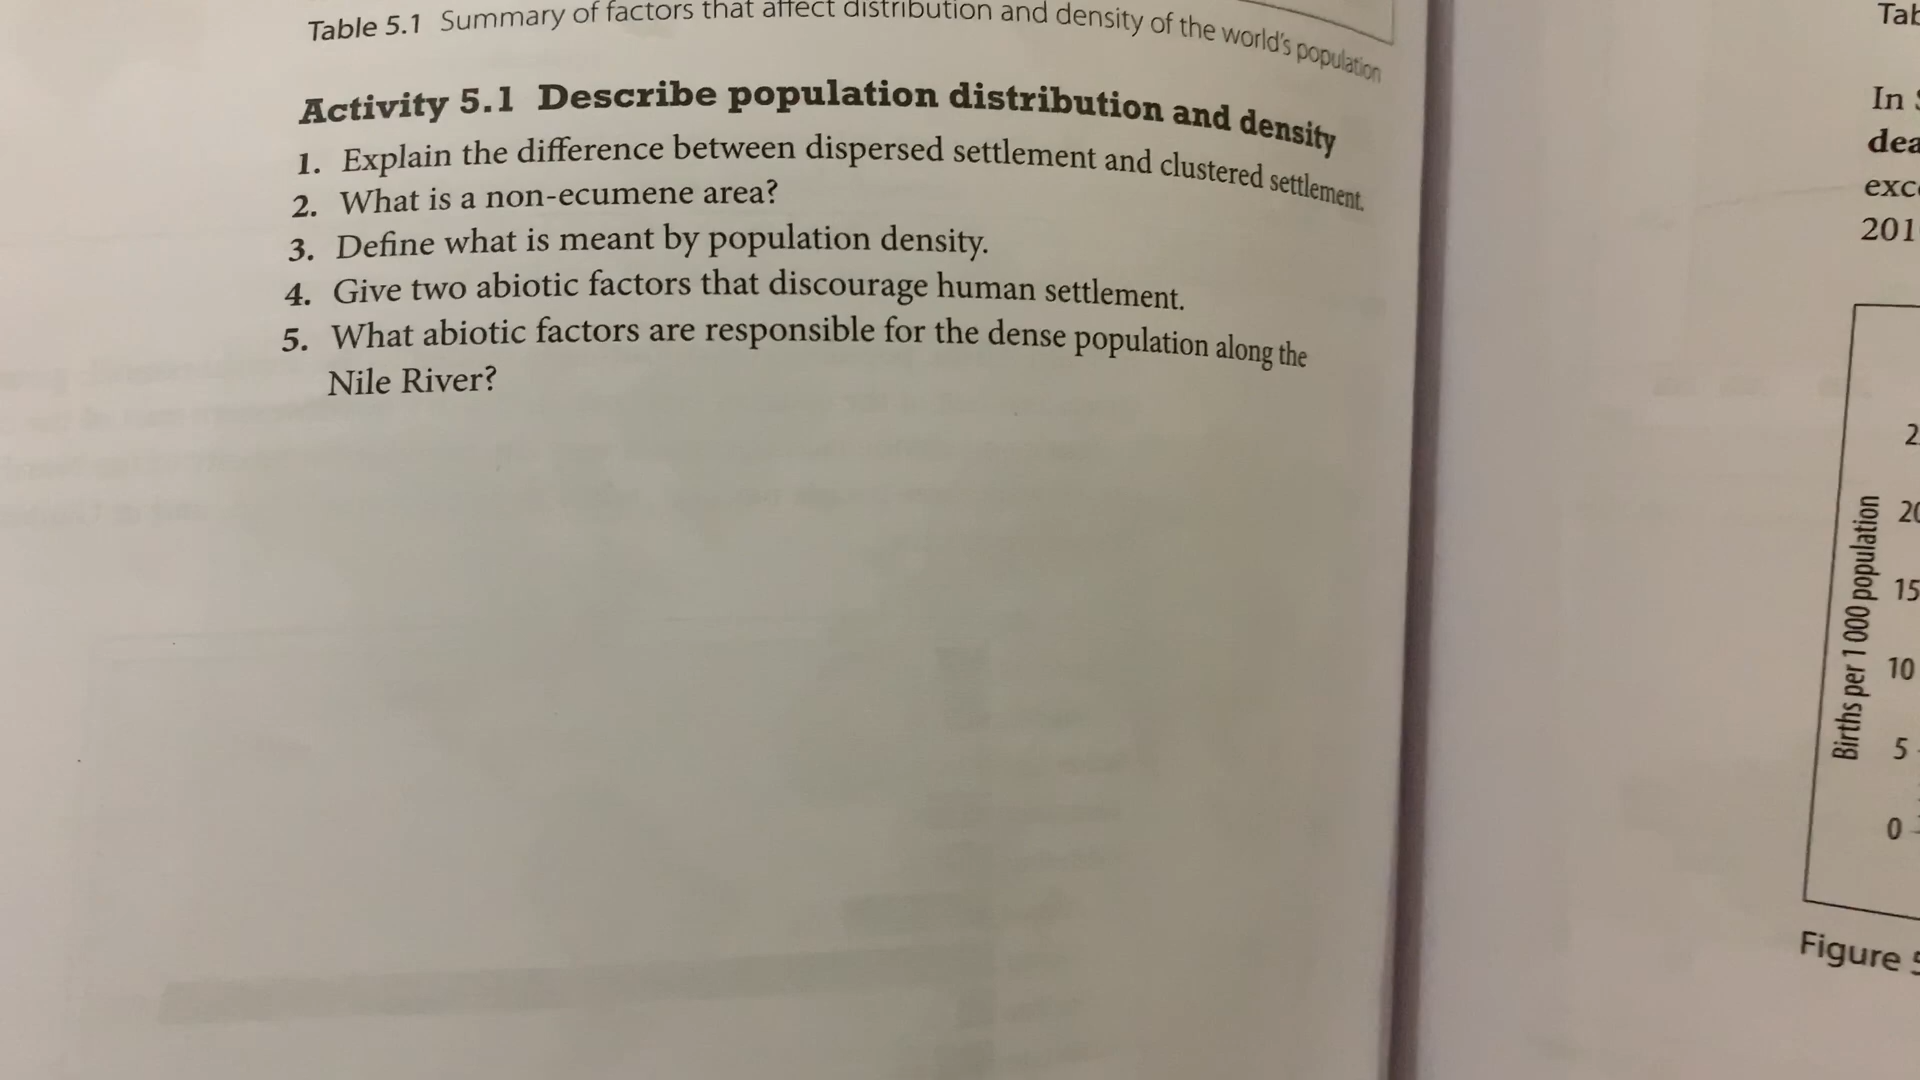 Table 5.1 Summary of factors that affect distribution and density of the world's population
Activity 5.1 Describe population distribution and density
1. Explain the difference between dispersed settlement and clustered settlement.
2. What is a non-ecumene area?
3. Define what is meant by population density.
4. Give two abiotic factors that discourage human settlement.
5. What abiotic factors are responsible for the dense population along the
Nile River?
In
201
Births per 1 000 population
20
15
10
5
0
Figure